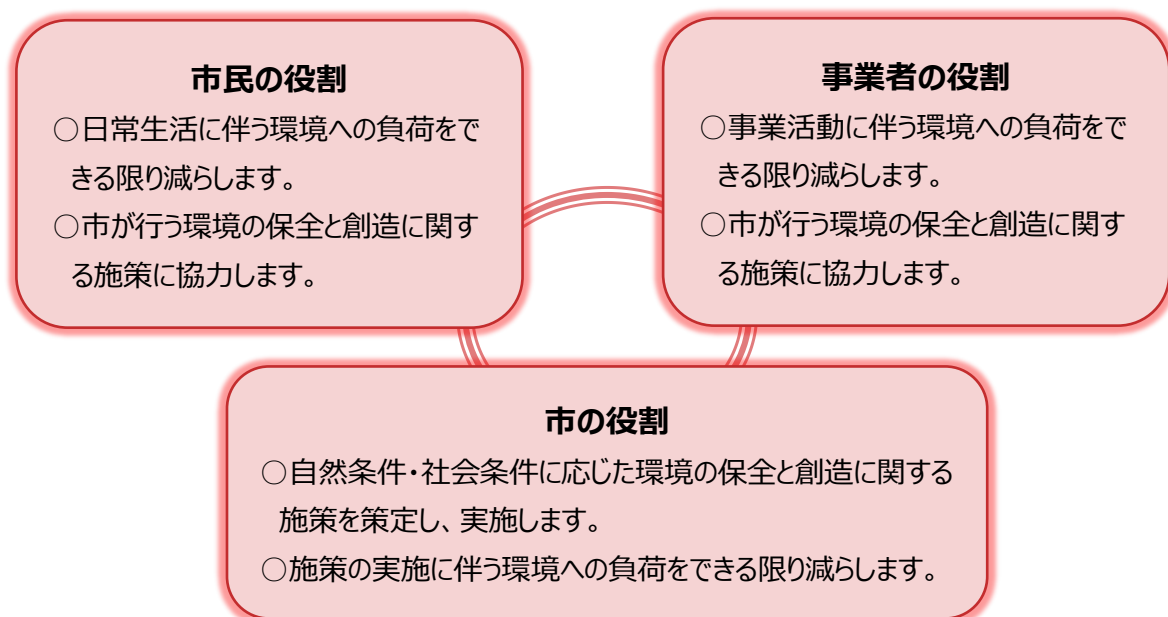 市民の役割
○日常生活に伴う環境への負荷をで
きる限り減らします。
○市が行う環境の保全と創造に関す
る施策に協力します。
事業者の役割
○事業活動に伴う環境への負荷をで
きる限り減らします。
○市が行う環境の保全と創造に関す
る施策に協力します。
市の役割
○自然条件・社会条件に応じた環境の保全と創造に関する
施策を策定し、実施します。
○施策の実施に伴う環境への負荷をできる限り減らします。